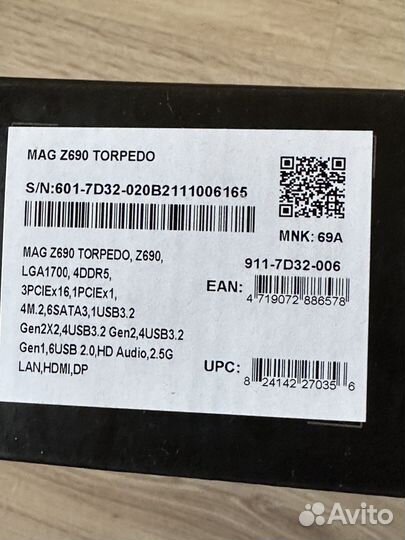 MAG Z690 TORPEDO
S/N:601-7D32-020B2111006165
MNK: 69A
MAG Z690 TORPEDO, Z690,
LGA1700, 4DDR5,
3PCIEx16,1PCIEx1,
4M.2,6SATA3,1USB3.2
Gen2X2,4USB3.2 Gen2,4USB3.2
Gen1,6USB 2.0,HD Audio,2.5G
LAN,HDMI,DP
911-7D32-006
EAN:
4 719072 886578
UPC:
8 24142 27035 6
Avito